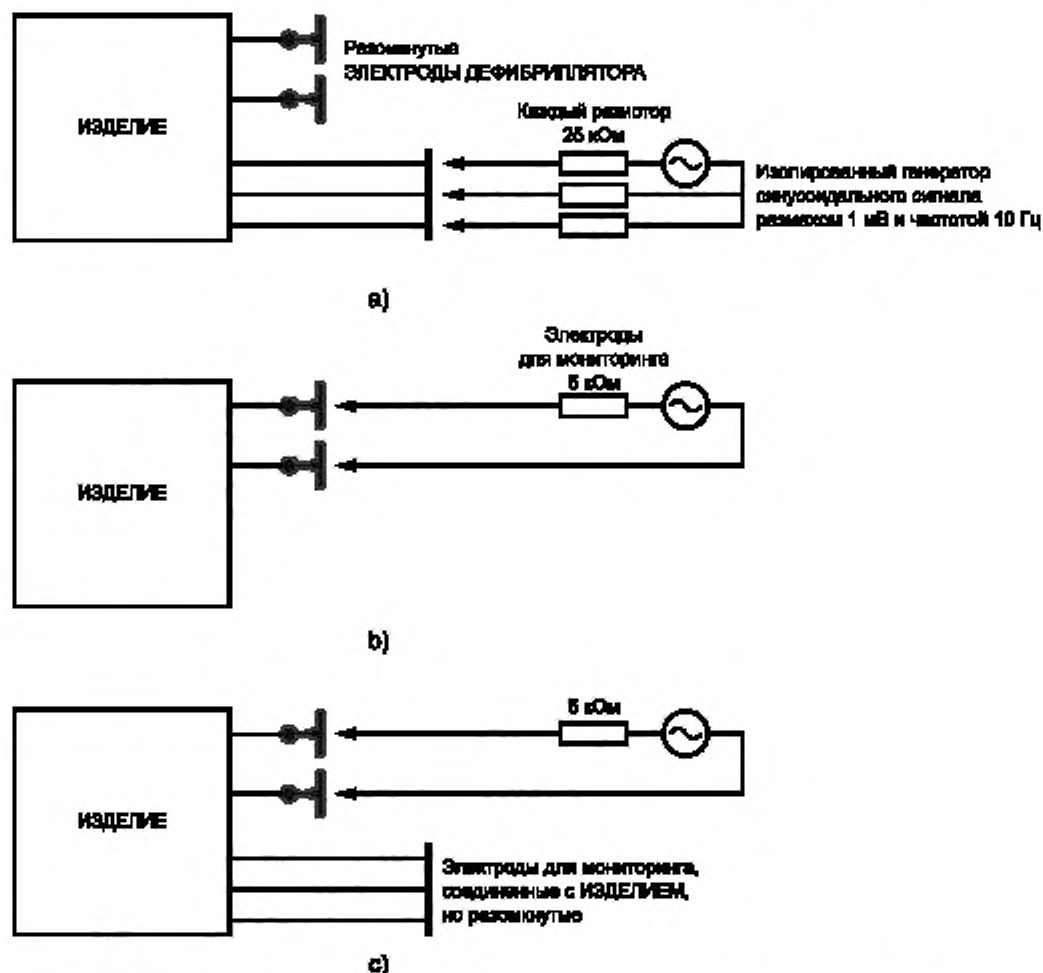 ИЗДЕЛИЕ
Разомкнутые
ЭЛЕКТРОДЫ ДЕФИБРИЛЛЯТОРА
Каждый резистор
25 кОм
Изолированный генератор
синусоидального сигнала
размахом 1 мВ и частотой 10 Гц
a)
Электроды
для мониторинга
5 кОм
ИЗДЕЛИЕ
b)
5 кОм
ИЗДЕЛИЕ
Электроды для мониторинга,
соединенные с ИЗДЕЛИЕМ,
но разомкнутые
c)